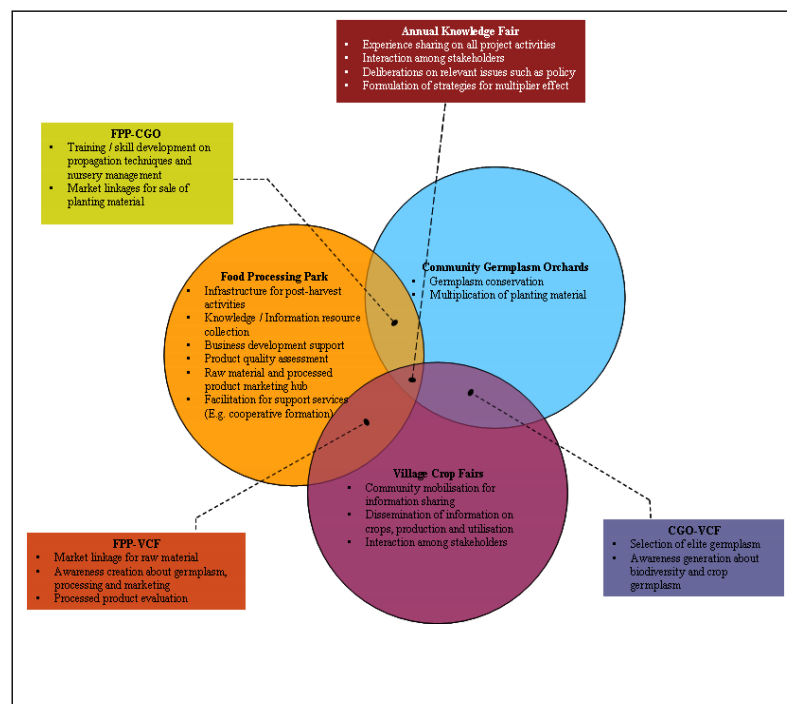 Annual Knowledge Fair
▪ Experience sharing on all project activities
▪ Interaction among stakeholders
▪ Deliberations on relevant issues such as policy
▪ Formulation of strategies for multiplier effect
FPP-CGO
▪ Training / skill development on
propagation techniques and
nursery management
▪ Market linkages for sale of
planting material
Community Germplasm Orchards
▪ Germplasm conservation
▪ Multiplication of planting material
Food Processing Park
▪ Infrastructure for post-harvest
activities
▪ Knowledge / Information resource
collection
▪ Business development support
▪ Product quality assessment
▪ Raw material and processed
product marketing hub
▪ Facilitation for support services
(E.g. cooperative formation)
Village Crop Fairs
▪ Community mobilisation for
information sharing
▪ Dissemination of information on
crops, production and utilisation
▪ Interaction among stakeholders
FPP-VCF
▪ Market linkage for raw material
▪ Awareness creation about germplasm,
processing and marketing
▪ Processed product evaluation
CGO-VCF
▪ Selection of elite germplasm
▪ Awareness generation about
biodiversity and crop
germplasm